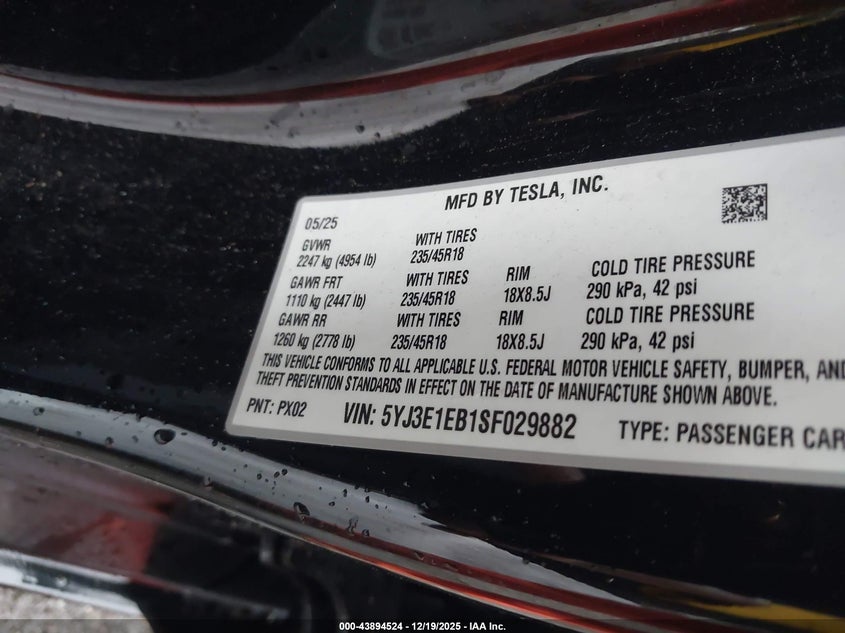 MFD BY TESLA, INC.
05/25
GVWR WITH TIRES
2247 kg (4954 lb) 235/45R18
GAWR FRT WITH TIRES RIM COLD TIRE PRESSURE
1110 kg (2447 lb) 235/45R18 18X8.5J 290 kPa, 42 psi
GAWR RR WITH TIRES RIM COLD TIRE PRESSURE
1260 kg (2778 lb) 235/45R18 18X8.5J 290 kPa, 42 psi
THIS VEHICLE CONFORMS TO ALL APPLICABLE U.S. FEDERAL MOTOR VEHICLE SAFETY, BUMPER, AND
THEFT PREVENTION STANDARDS IN EFFECT ON THE DATE OF MANUFACTURE SHOWN ABOVE.
PNT: PX02 VIN: 5YJ3E1EB1SF029882 TYPE: PASSENGER CAR
000-43894524 - 12/19/2025 - IAA Inc.